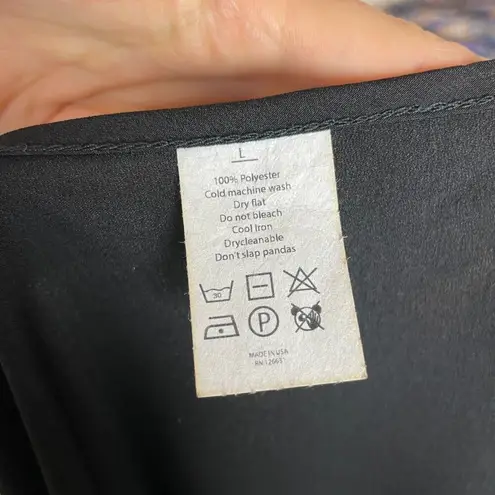 L
100% Polyester
Cold machine wash
Dry flat
Do not bleach
Cool Iron
Drycleanable
Don't slap pandas
30
P
MADE IN USA